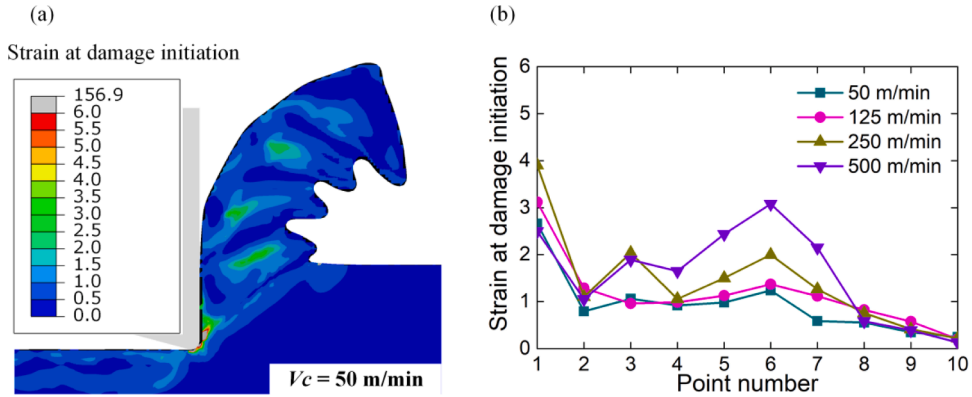 (a)
Strain at damage initiation
156.9
6.0
5.5
5.0
4.5
4.0
3.5
3.0
2.5
2.0
1.5
1.0
0.5
0.0
Vc = 50 m/min
(b)
Strain at damage initiation
6
5
4
3
2
1
0
50 m/min
125 m/min
250 m/min
500 m/min
1 2 3 4 5 6 7 8 9 10
Point number